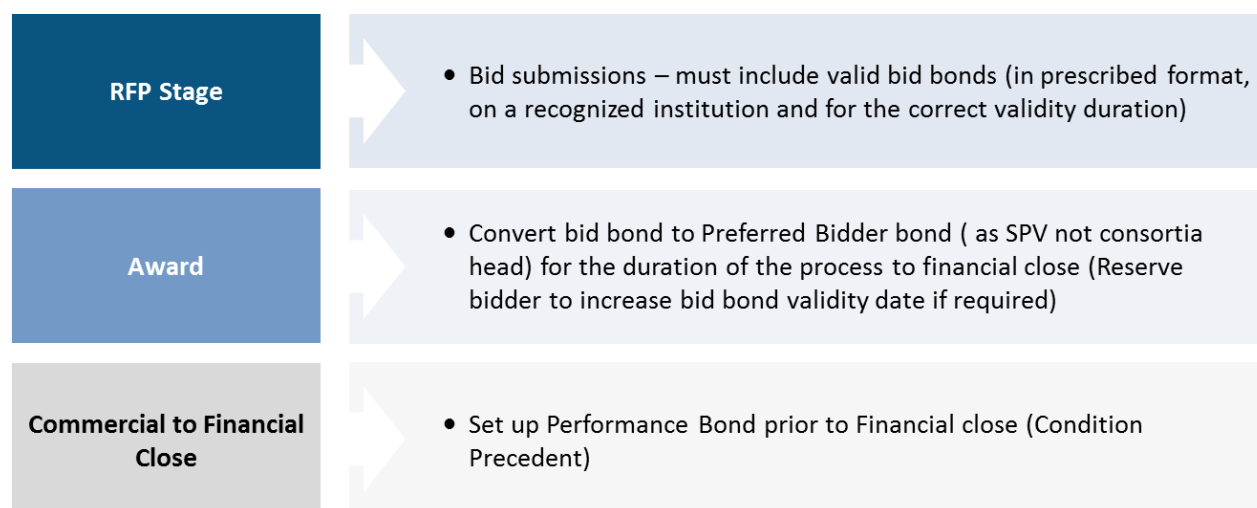 RFP Stage
• Bid submissions – must include valid bid bonds (in prescribed format,
on a recognized institution and for the correct validity duration)
Award
• Convert bid bond to Preferred Bidder bond ( as SPV not consortia
head) for the duration of the process to financial close (Reserve
bidder to increase bid bond validity date if required)
Commercial to Financial
Close
• Set up Performance Bond prior to Financial close (Condition
Precedent)